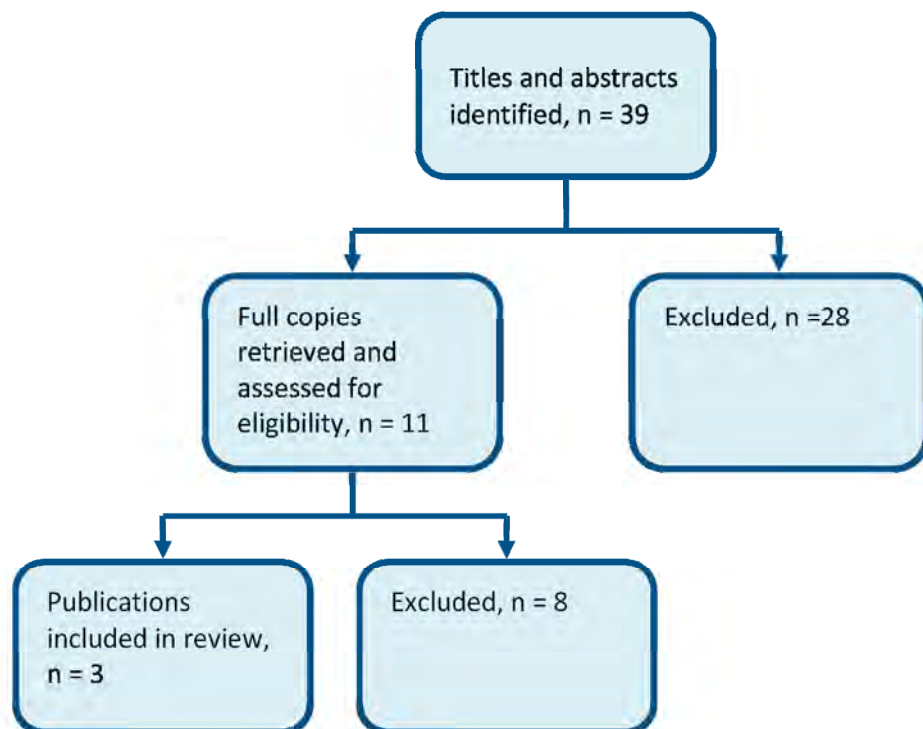 Titles and abstracts
identified, n = 39
Full copies
retrieved and
assessed for
eligibility, n = 11
Excluded, n =28
Publications
included in review,
n = 3
Excluded, n = 8